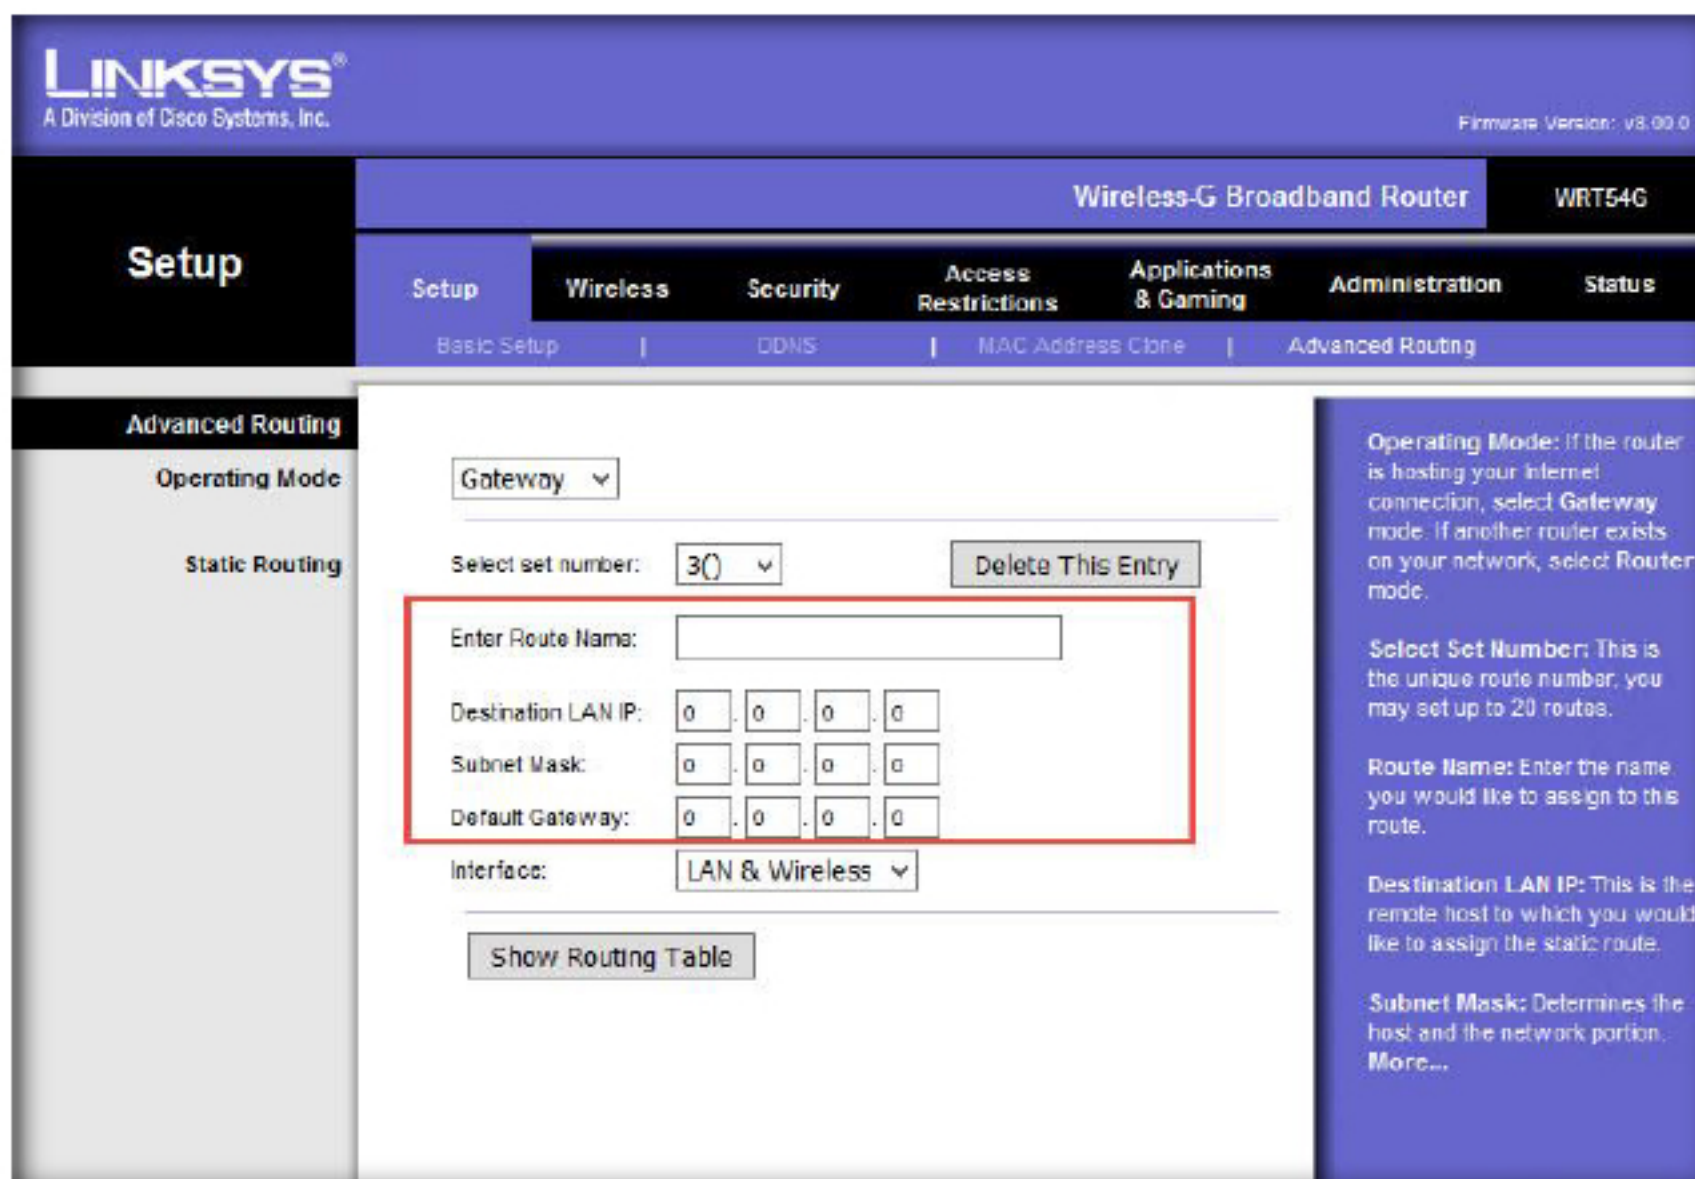 LINKSYS®
A Division of Cisco Systems, Inc.
Firmware Version: v8.00.0
Wireless-G Broadband Router WRT54G
Setup
Setup Wireless Security Access Restrictions Applications & Gaming Administration Status
Basic Setup | DDNS | MAC Address Clone | Advanced Routing
Advanced Routing
Operating Mode
Gateway
Static Routing
Select set number: 3() Delete This Entry
Enter Route Name:
Destination LAN IP: 0 . 0 . 0 . 0
Subnet Mask: 0 . 0 . 0 . 0
Default Gateway: 0 . 0 . 0 . 0
Interface: LAN & Wireless
Show Routing Table
Operating Mode: If the router
is hosting your Internet
connection, select Gateway
mode. If another router exists
on your network, select Router
mode.
Select Set Number: This is
the unique route number, you
may set up to 20 routes.
Route Name: Enter the name
you would like to assign to this
route.
Destination LAN IP: This is the
remote host to which you would
like to assign the static route.
Subnet Mask: Determines the
host and the network portion.
More...